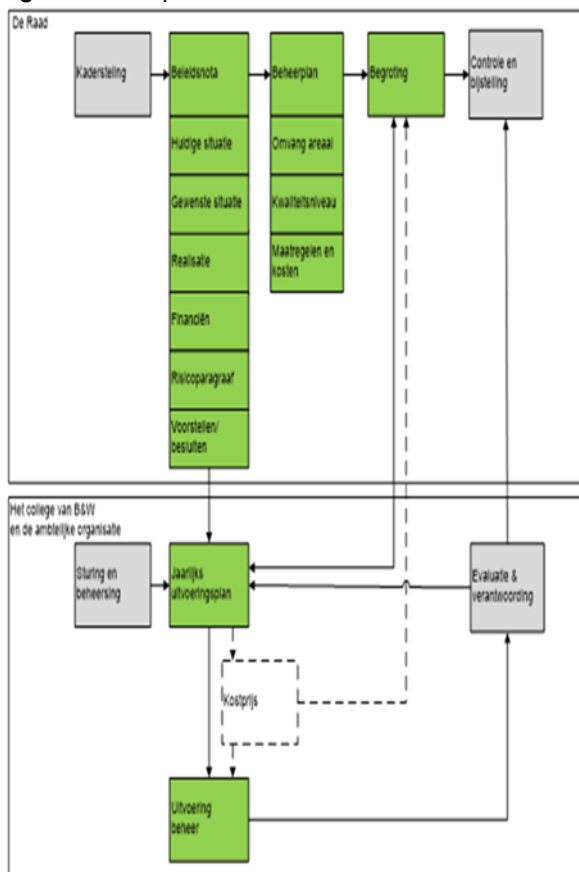 De Raad
Kaderstelling
Beleidsnota
Beheerplan
Begroting
Controle en
bijstelling
Huidige situatie
Omvang areaal
Gewenste situatie
Kwaliteitsniveau
Realisatie
Maatregelen en
kosten
Financiën
Risicoparagraaf
Voorstellen/
besluiten
Het college van B&W
en de ambtelijke organisatie
Sturing en
beheersing
Jaarlijks
uitvoeringsplan
Evaluatie &
verantwoording
Kostprijs
Uitvoering
beheer